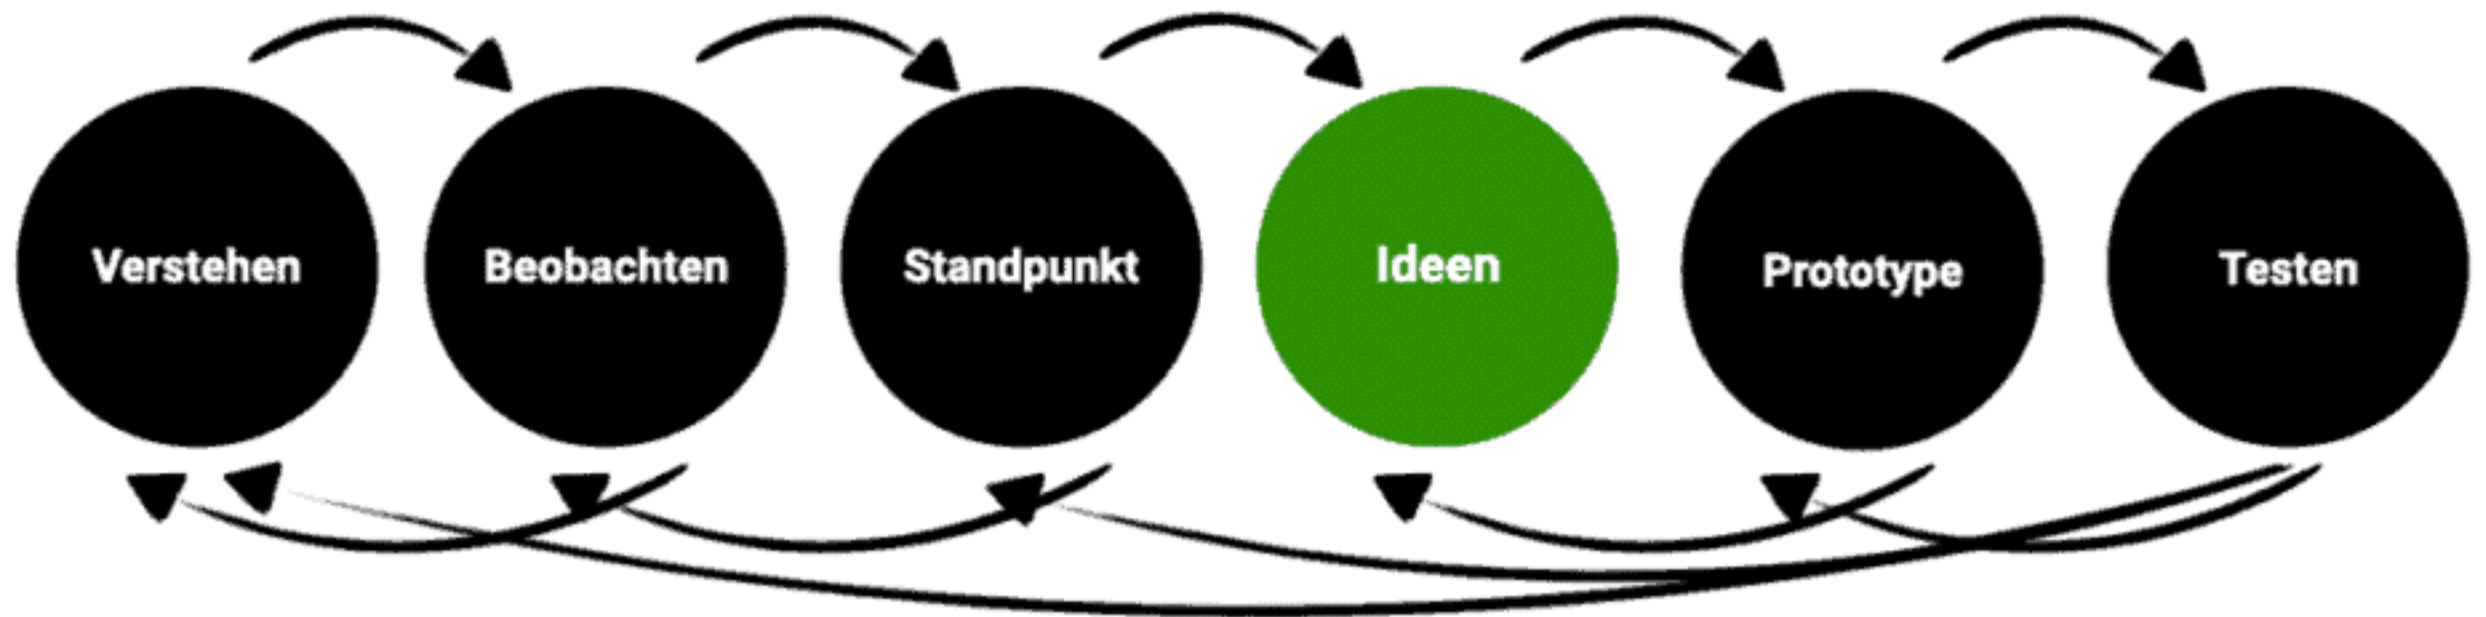 Verstehen
Beobachten
Standpunkt
Ideen
Prototype
Testen